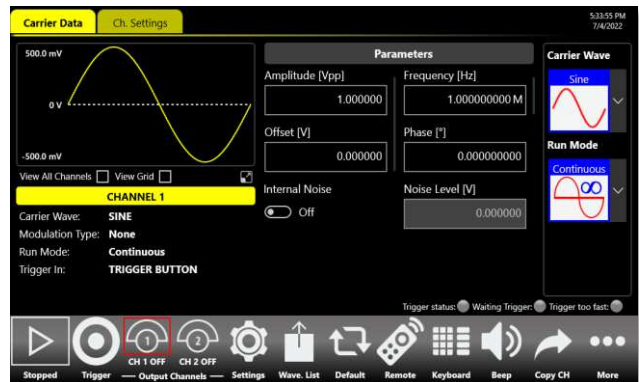 Carrier Data
Ch. Settings
5:33:55 PM
7/4/2022
500.0 mV
0 V
-500.0 mV
View All Channels
View Grid
CHANNEL 1
Carrier Wave: SINE
Modulation Type: None
Run Mode: Continuous
Trigger In: TRIGGER BUTTON
Parameters
Amplitude [Vpp]
1.000000
Frequency [Hz]
1.000000000 M
Offset [V]
0.000000
Phase [°]
0.000000000
Internal Noise
Off
Noise Level [V]
0.000000
Carrier Wave
Sine
Run Mode
Continuous
Trigger status: Waiting Trigger: Trigger too fast:
1
2
CH 1 OFF
CH 2 OFF
Stopped
Trigger
Output Channels
Settings
Wave. List
Default
Remote
Keyboard
Beep
Copy CH
More